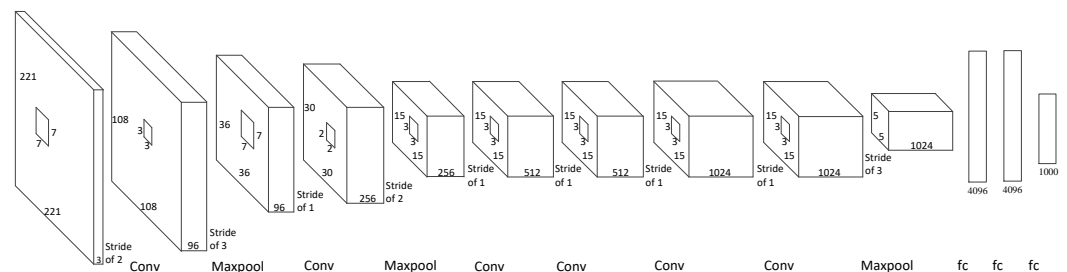 221
7
7
221
3
Stride
of 2
108
3
3
108
96
Stride
of 3
Conv
36
7
7
36
96
Stride
of 1
Maxpool
30
2
2
30
256
Stride
of 2
Conv
15
3
3
15
256
Stride
of 1
Maxpool
15
3
3
15
512
Stride
of 1
Conv
15
3
3
15
512
Stride
of 1
Conv
15
3
3
15
1024
Stride
of 1
Conv
15
3
3
15
1024
Stride
of 3
Conv
5
5
1024
Maxpool
4096
fc
4096
fc
1000
fc